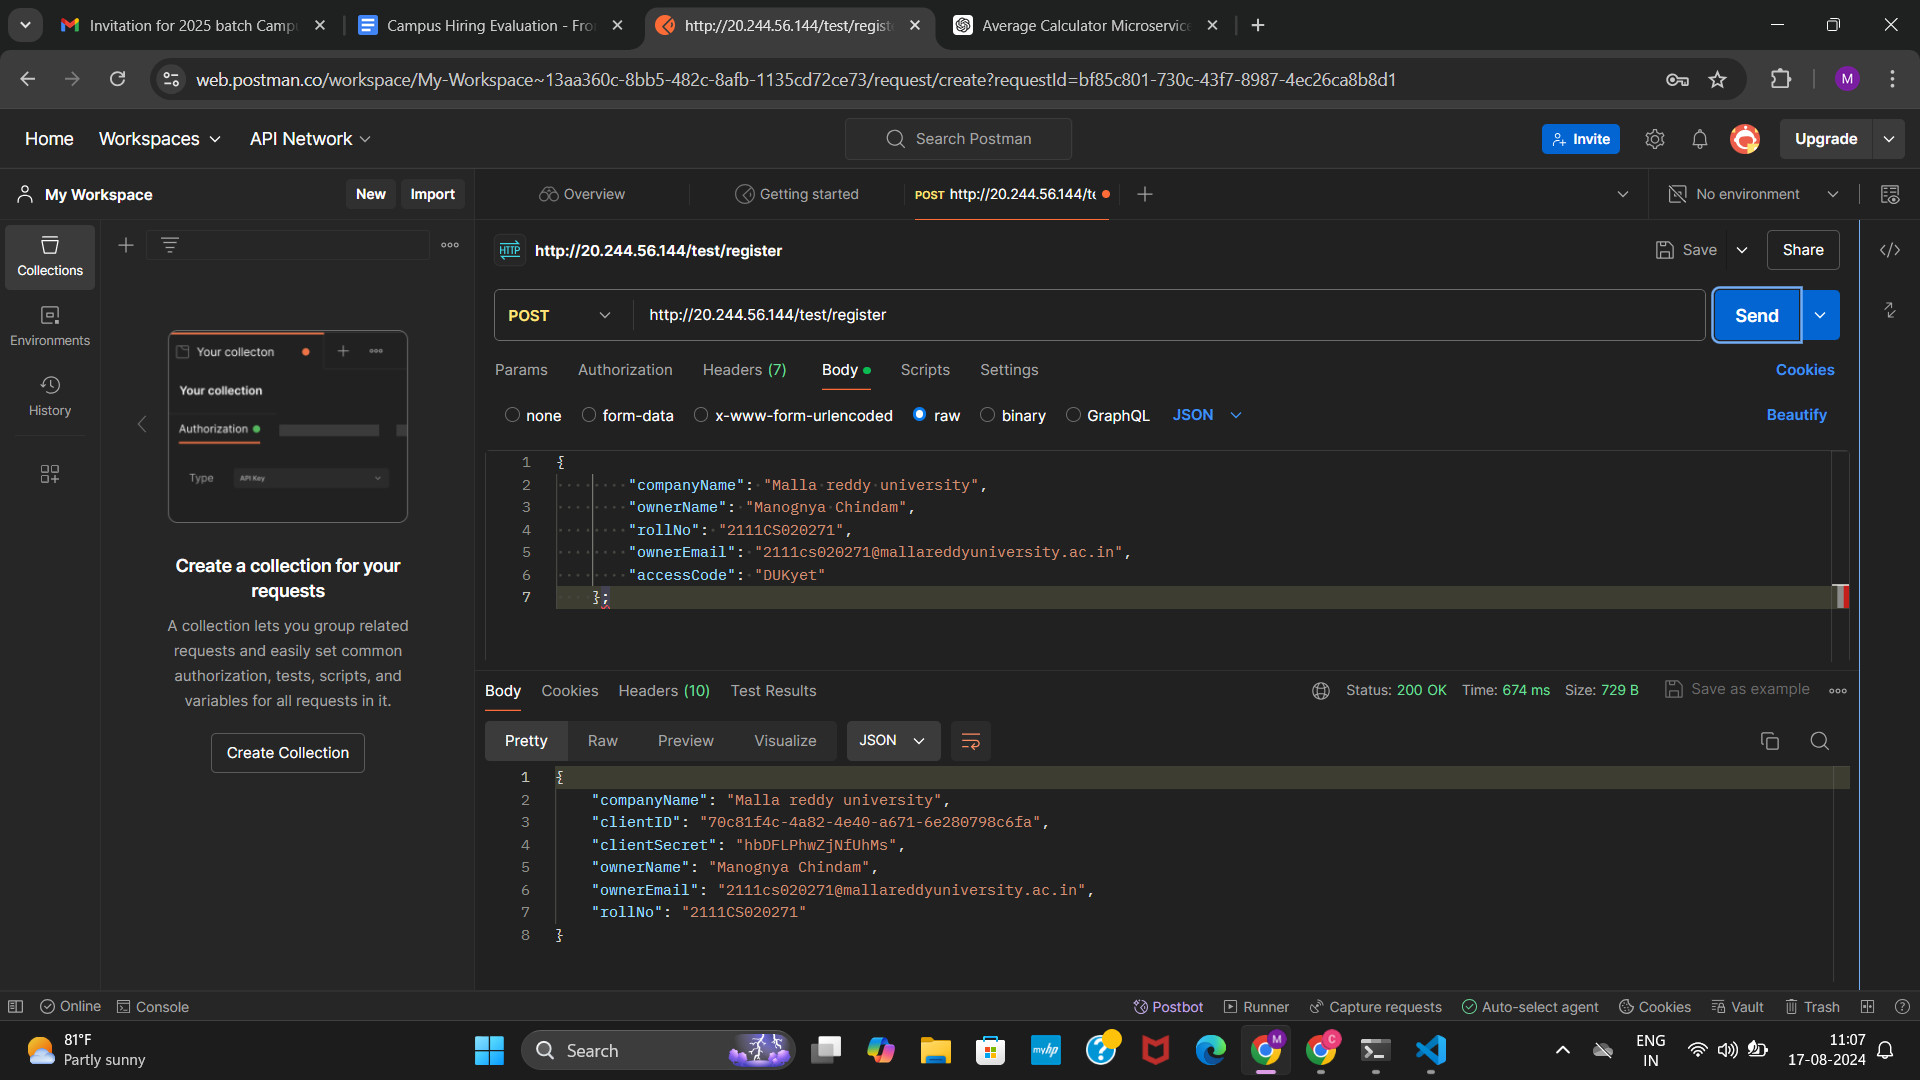 Invitation for 2025 batch Camp
Campus Hiring Evaluation - Fro
http://20.244.56.144/test/regist
Average Calculator Microservice
web.postman.co/workspace/My-Workspace~13aa360c-8bb5-482c-8afb-1135cd72ce73/request/create?requestId=bf85c801-730c-43f7-8987-4ec26ca8b8d1
M
Home
Workspaces
API Network
Search Postman
Invite
Upgrade
My Workspace
New
Import
Overview
Getting started
POST http://20.244.56.144/t
No environment
Collections
Environments
History
HTTP
http://20.244.56.144/test/register
Save
Share
POST
http://20.244.56.144/test/register
Send
Params
Authorization
Headers (7)
Body
Scripts
Settings
Cookies
none
form-data
x-www-form-urlencoded
raw
binary
GraphQL
JSON
Beautify
1 {
2 "companyName": "Malla reddy university",
3 "ownerName": "Manognya Chindam",
4 "rollNo": "2111CS020271",
5 "ownerEmail": "2111cs020271@mallareddyuniversity.ac.in",
6 "accessCode": "DUKyet"
7 };
Your collecton
Your collection
Authorization
Type
API Key
Create a collection for your
requests
A collection lets you group related
requests and easily set common
authorization, tests, scripts, and
variables for all requests in it.
Create Collection
Body
Cookies
Headers (10)
Test Results
Status: 200 OK
Time: 674 ms
Size: 729 B
Save as example
Pretty
Raw
Preview
Visualize
JSON
1 {
2 "companyName": "Malla reddy university",
3 "clientID": "70c81f4c-4a82-4e40-a671-6e280798c6fa",
4 "clientSecret": "hbDFLPhwZjNfUhMs",
5 "ownerName": "Manognya Chindam",
6 "ownerEmail": "2111cs020271@mallareddyuniversity.ac.in",
7 "rollNo": "2111CS020271"
8 }
Online
Console
Postbot
Runner
Capture requests
Auto-select agent
Cookies
Vault
Trash
81°F
Partly sunny
Search
myhp
M
C
ENG
IN
11:07
17-08-2024